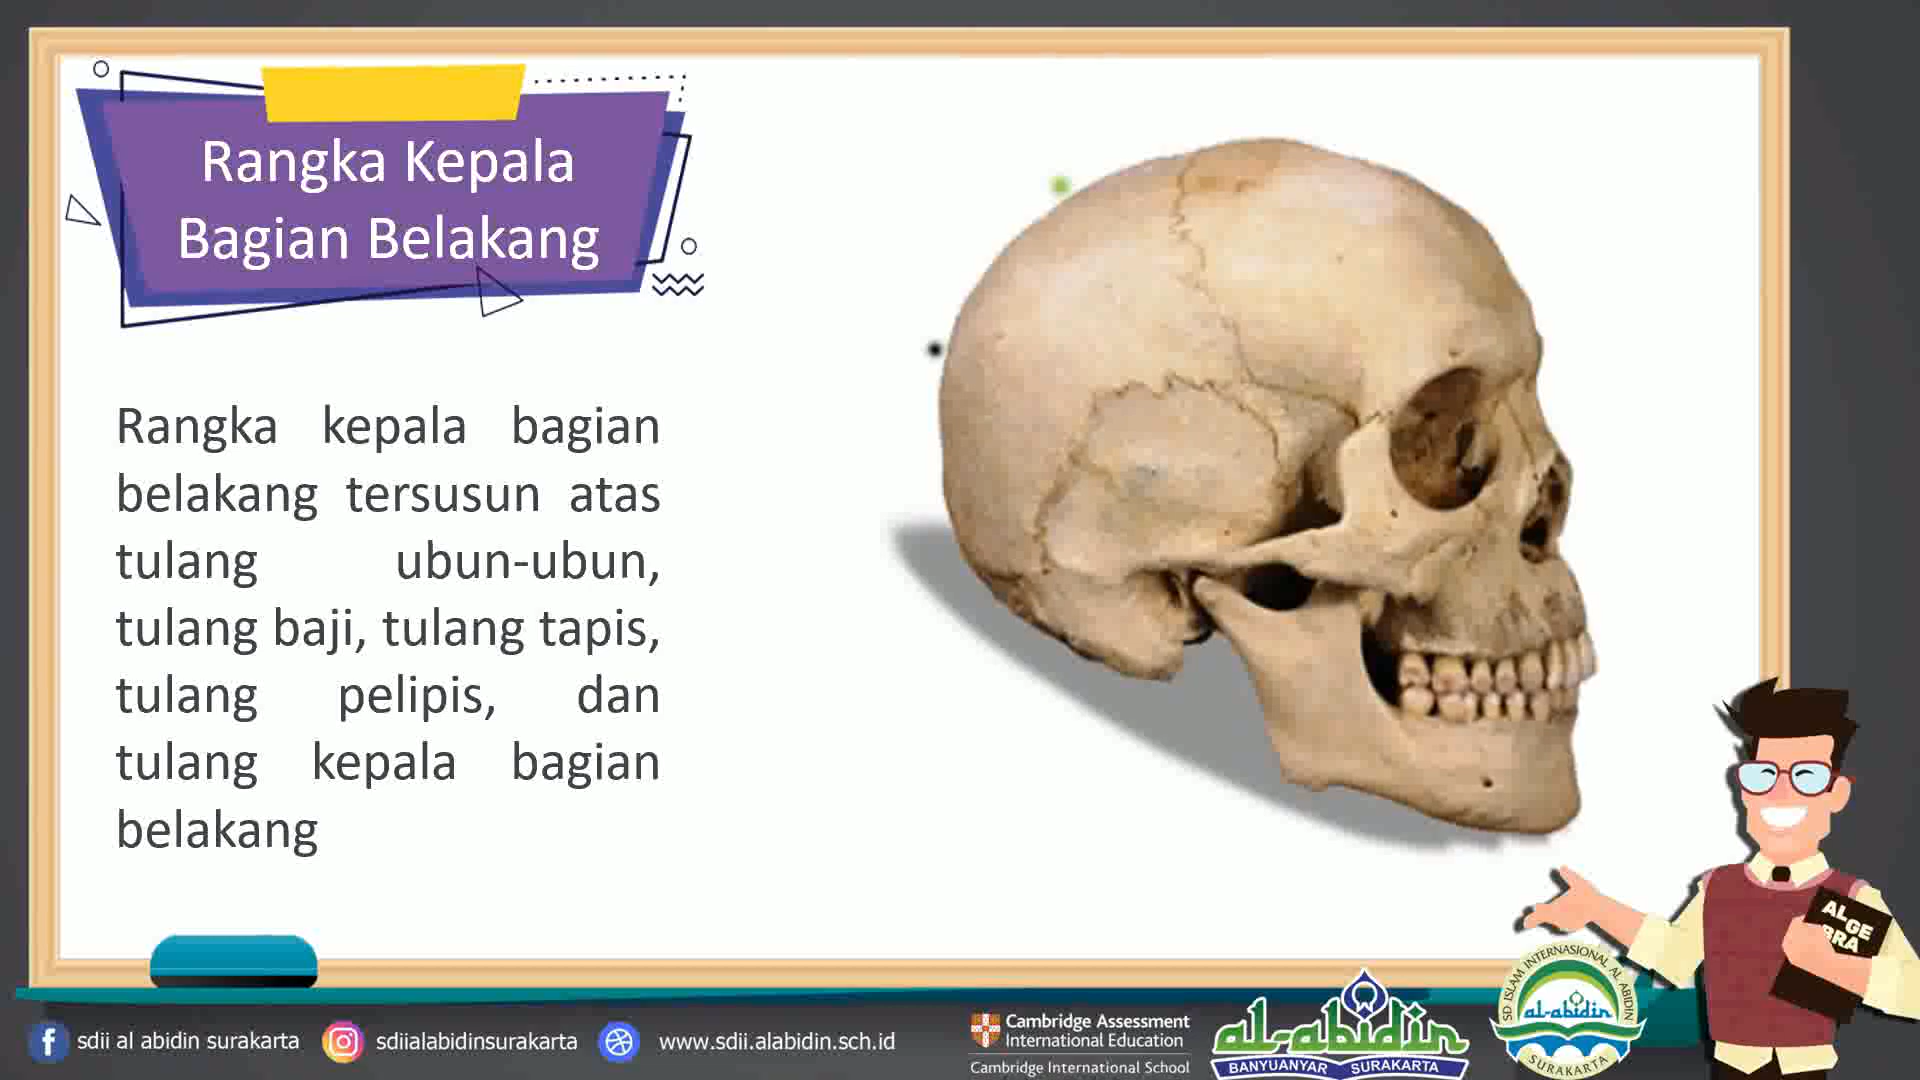 Rangka Kepala
Bagian Belakang
Rangka kepala bagian
belakang tersusun atas
tulang ubun-ubun,
tulang baji, tulang tapis,
tulang pelipis, dan
tulang kepala bagian
belakang
ALGE
BRA
sdii al abidin surakarta
sdiialabidinsurakarta
www.sdii.alabidin.sch.id
Cambridge Assessment
International Education
Cambridge International School
al-abidin
BANYUANYAR SURAKARTA
SD ISLAM INTERNASIONAL AL ABIDIN
al-abidin
SURAKARTA